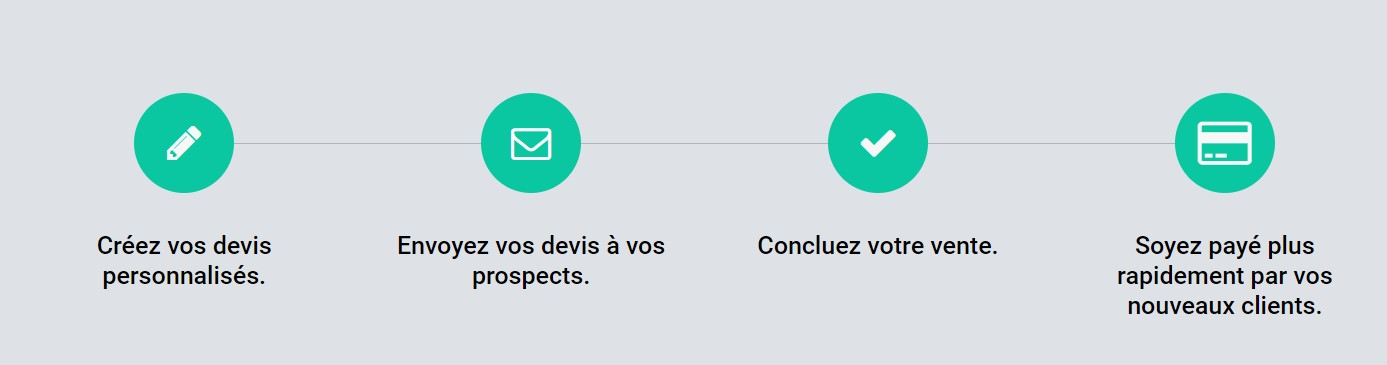 Créez vos devis
personnalisés.
Envoyez vos devis à vos
prospects.
Concluez votre vente.
Soyez payé plus
rapidement par vos
nouveaux clients.